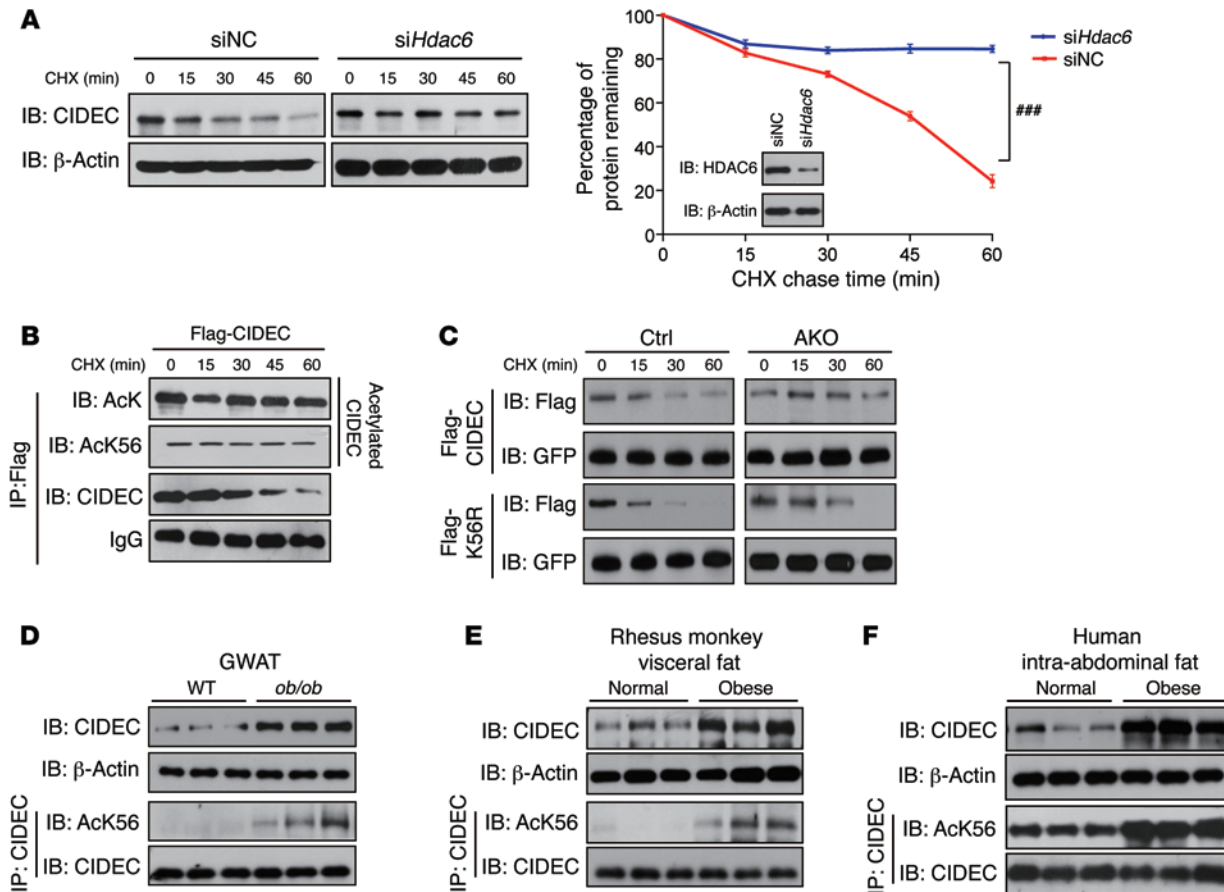 A
siNC siHdac6
CHX (min) 0 15 30 45 60 0 15 30 45 60
IB: CIDEC
IB: β-Actin
Percentage of
protein remaining
100
80
60
40
20
0
0 15 30 45 60
CHX chase time (min)
siHdac6
siNC
###
siNC siHdac6
IB: HDAC6
IB: β-Actin
B
Flag-CIDEC
CHX (min) 0 15 30 45 60
IP:Flag
IB: AcK
IB: AcK56
IB: CIDEC
IgG
Acetylated
CIDEC
C
Ctrl AKO
CHX (min) 0 15 30 60 0 15 30 60
Flag-
CIDEC
IB: Flag
IB: GFP
Flag-
K56R
IB: Flag
IB: GFP
D
GWAT
WT ob/ob
IB: CIDEC
IB: β-Actin
IP: CIDEC
IB: AcK56
IB: CIDEC
E
Rhesus monkey
visceral fat
Normal Obese
IB: CIDEC
IB: β-Actin
IP: CIDEC
IB: AcK56
IB: CIDEC
F
Human
intra-abdominal fat
Normal Obese
IB: CIDEC
IB: β-Actin
IP: CIDEC
IB: AcK56
IB: CIDEC